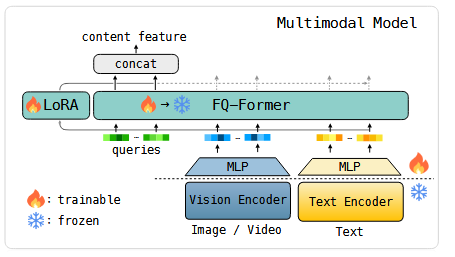 Multimodal Model
content feature
concat
LoRA
→ FQ-Former
queries
MLP
MLP
Vision Encoder
Text Encoder
: trainable
: frozen
Image / Video
Text